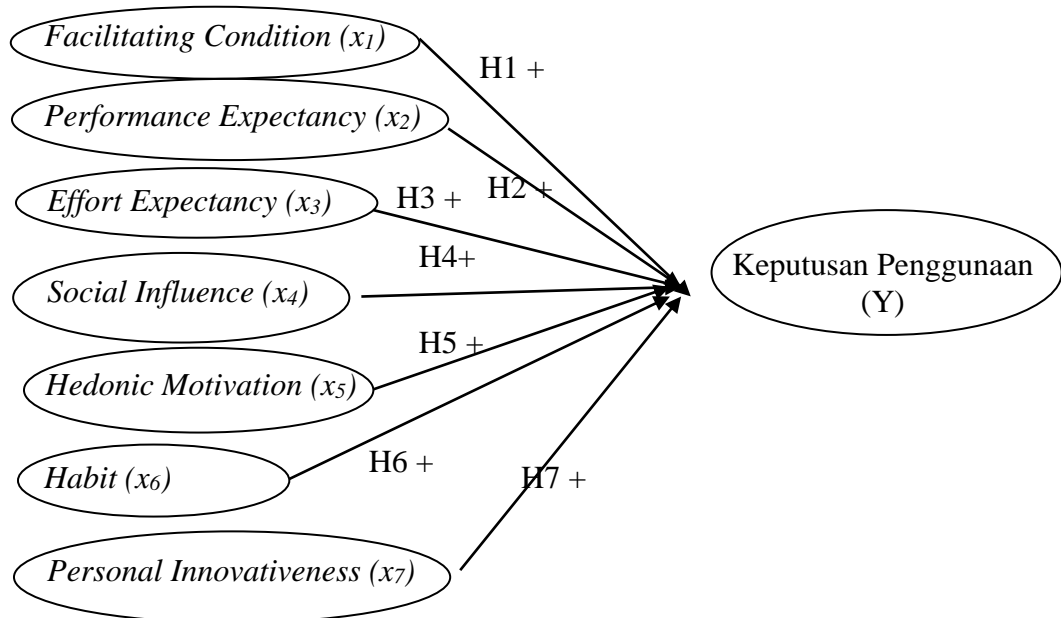 Facilitating Condition (x1)
H1 +
Performance Expectancy (x2)
H2 +
Effort Expectancy (x3)
H3 +
H4+
Social Influence (x4)
Keputusan Penggunaan
(Y)
H5 +
Hedonic Motivation (x5)
Habit (x6)
H6 +
H7 +
Personal Innovativeness (x7)